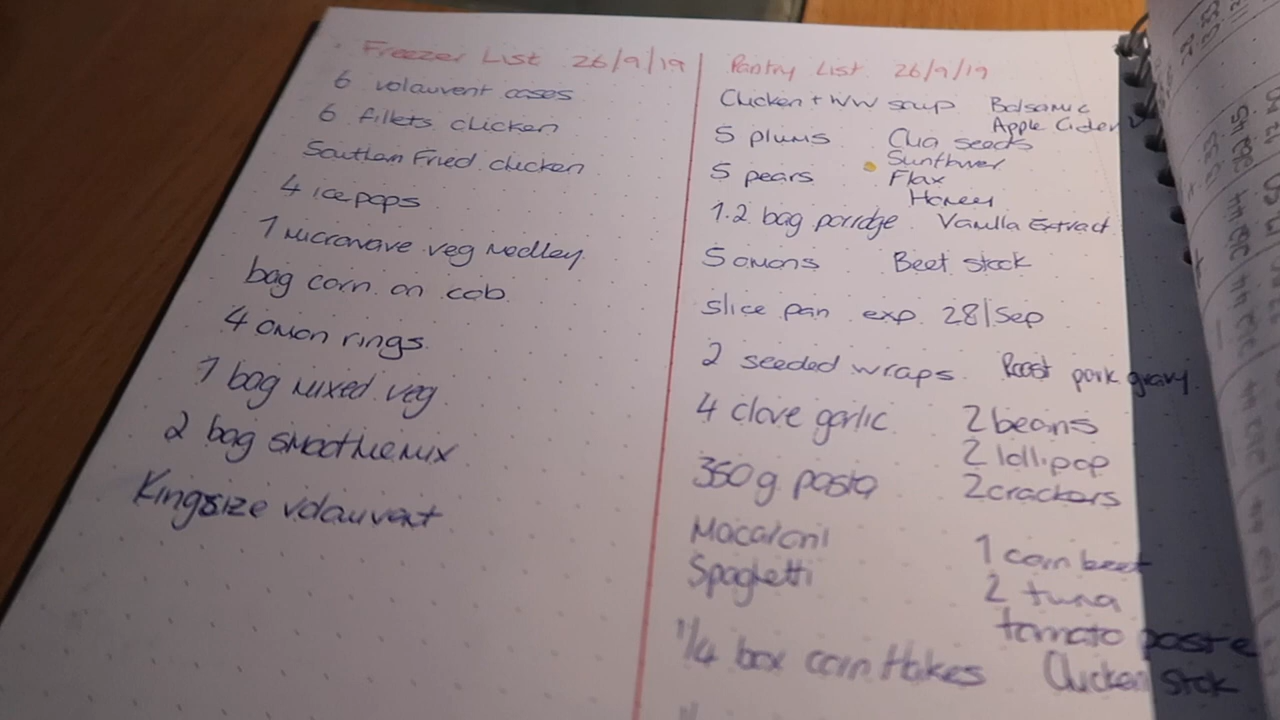 Freezer List 26/9/19
6 volauvent cases
6 fillets chicken
Southern Fried chicken
4 ice pops
1 microwave veg medley
bag corn on cob
4 onion rings
1 bag mixed veg
2 bag smoothie mix
Kingsize volauvent
Pantry List 26/9/19
Chicken + WW soup
5 plums
5 pears
1.2 bag porridge
5 onions
slice pan exp 28/Sep
2 seeded wraps
4 clove garlic
350g pasta
Macaroni
Spaghetti
1/4 box corn flakes
Balsamic
Apple Cider V
Chia seeds
Sunflower
Flax
Honey
Vanilla Extract
Beef stock
Roast pork gravy
2 beans
2 lollipop
2 crackers
1 corn beef
2 tuna
tomato paste
Chicken stok